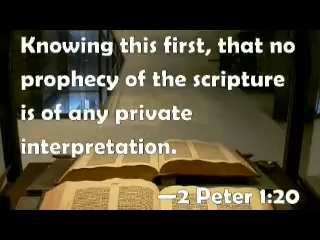 Knowing this first, that no
prophecy of the scripture
is of any private
interpretation.
—2 Peter 1:20